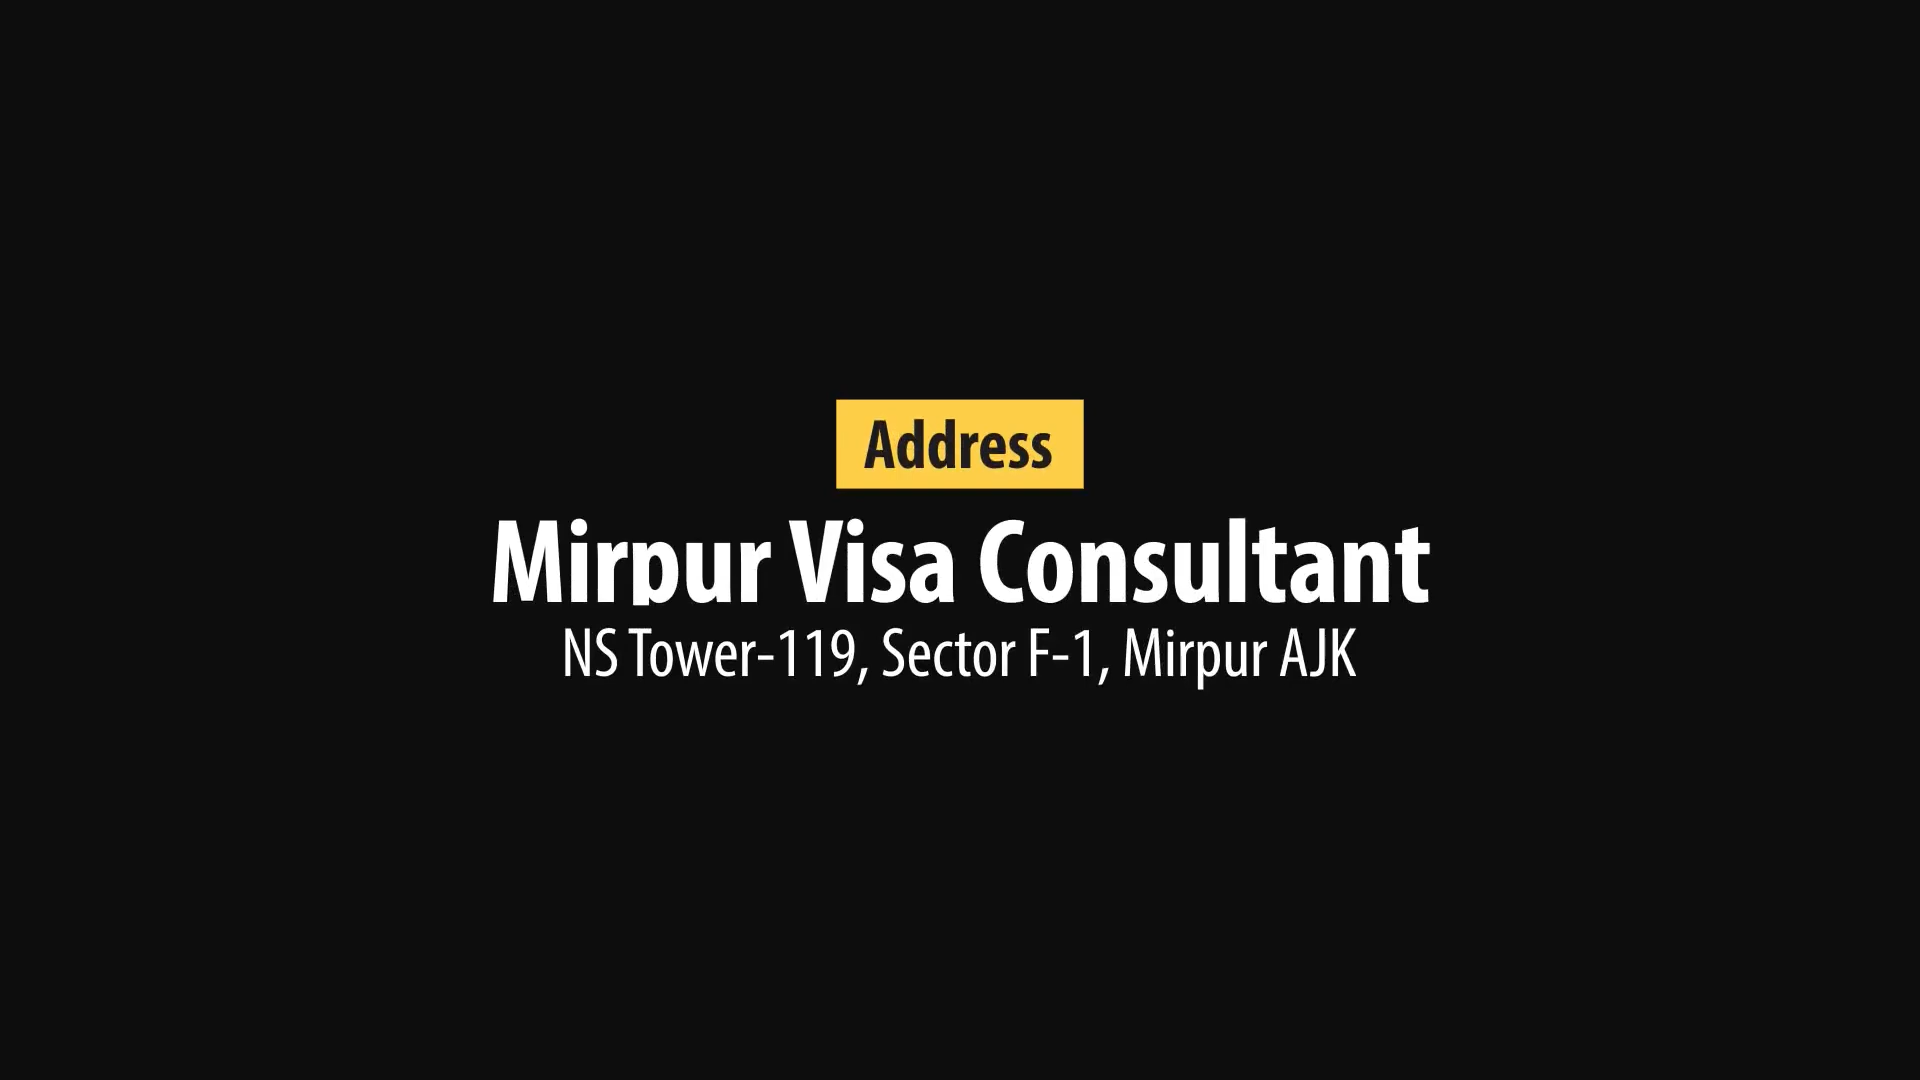 Address
Mirpur Visa Consultant
NS Tower-119, Sector F-1, Mirpur AJK